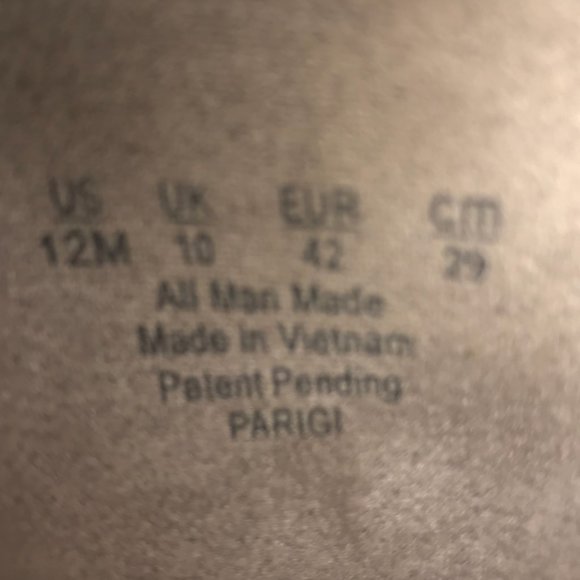 US UK EUR cm
12M 10 42 29
All Man Made
Made in Vietnam
Patent Pending
PARIGI